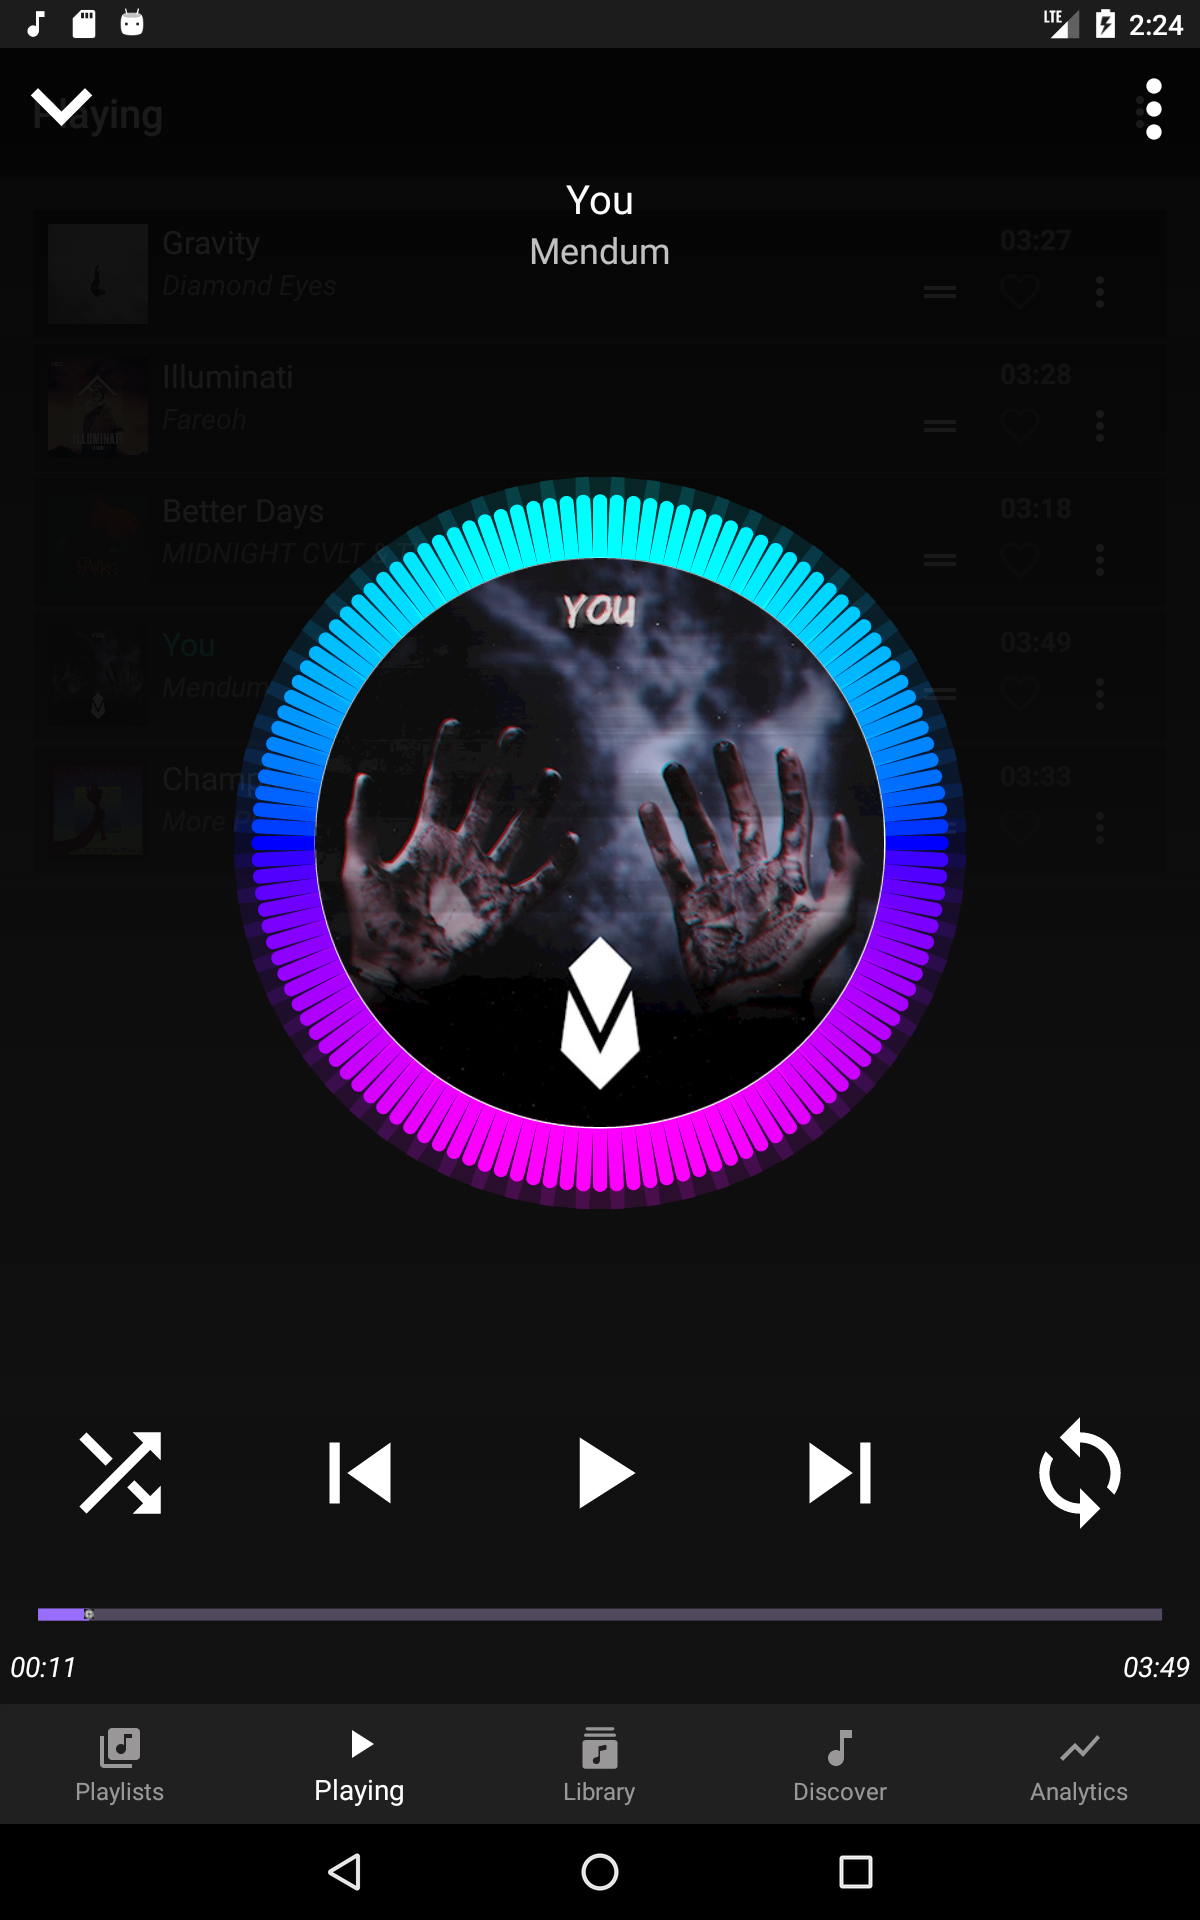 LTE 2:24
Playing
You
Mendum
Gravity 03:27
Diamond Eyes
Illuminati 03:28
Fareoh
ILLUMINATI
Better Days 03:18
MIDNIGHT CVLT &
YOU
You 03:49
Mendum
03:33
More
00:11 03:49
Playlists Playing Library Discover Analytics